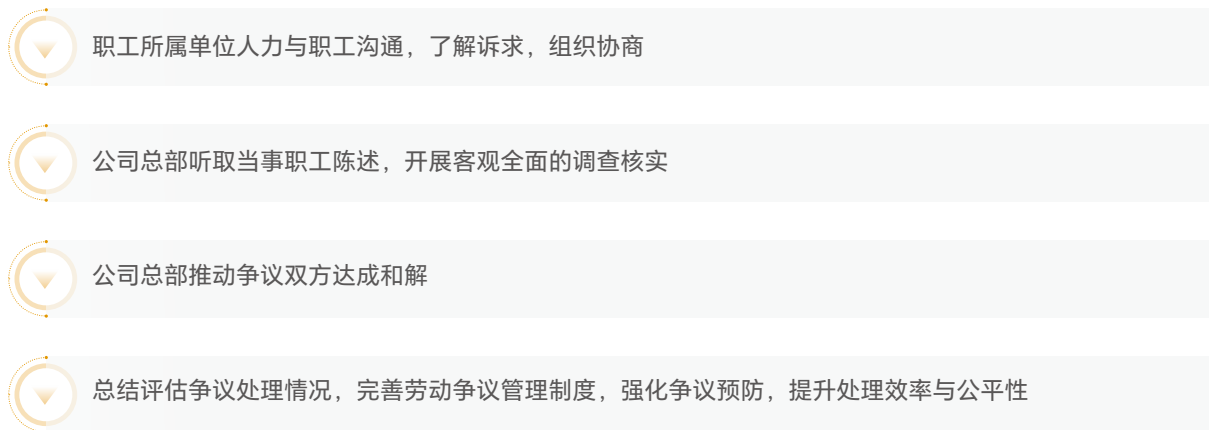 职工所属单位人力与职工沟通，了解诉求，组织协商
公司总部听取当事职工陈述，开展客观全面的调查核实
公司总部推动争议双方达成和解
总结评估争议处理情况，完善劳动争议管理制度，强化争议预防，提升处理效率与公平性